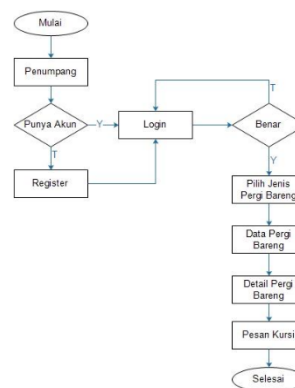 Mulai
Penumpang
T
Punya Akun
Y
Login
Benar
T
Y
Register
Pilih Jenis
Pergi Bareng
Data Pergi
Bareng
Detail Pergi
Bareng
Pesan Kursi
Selesai